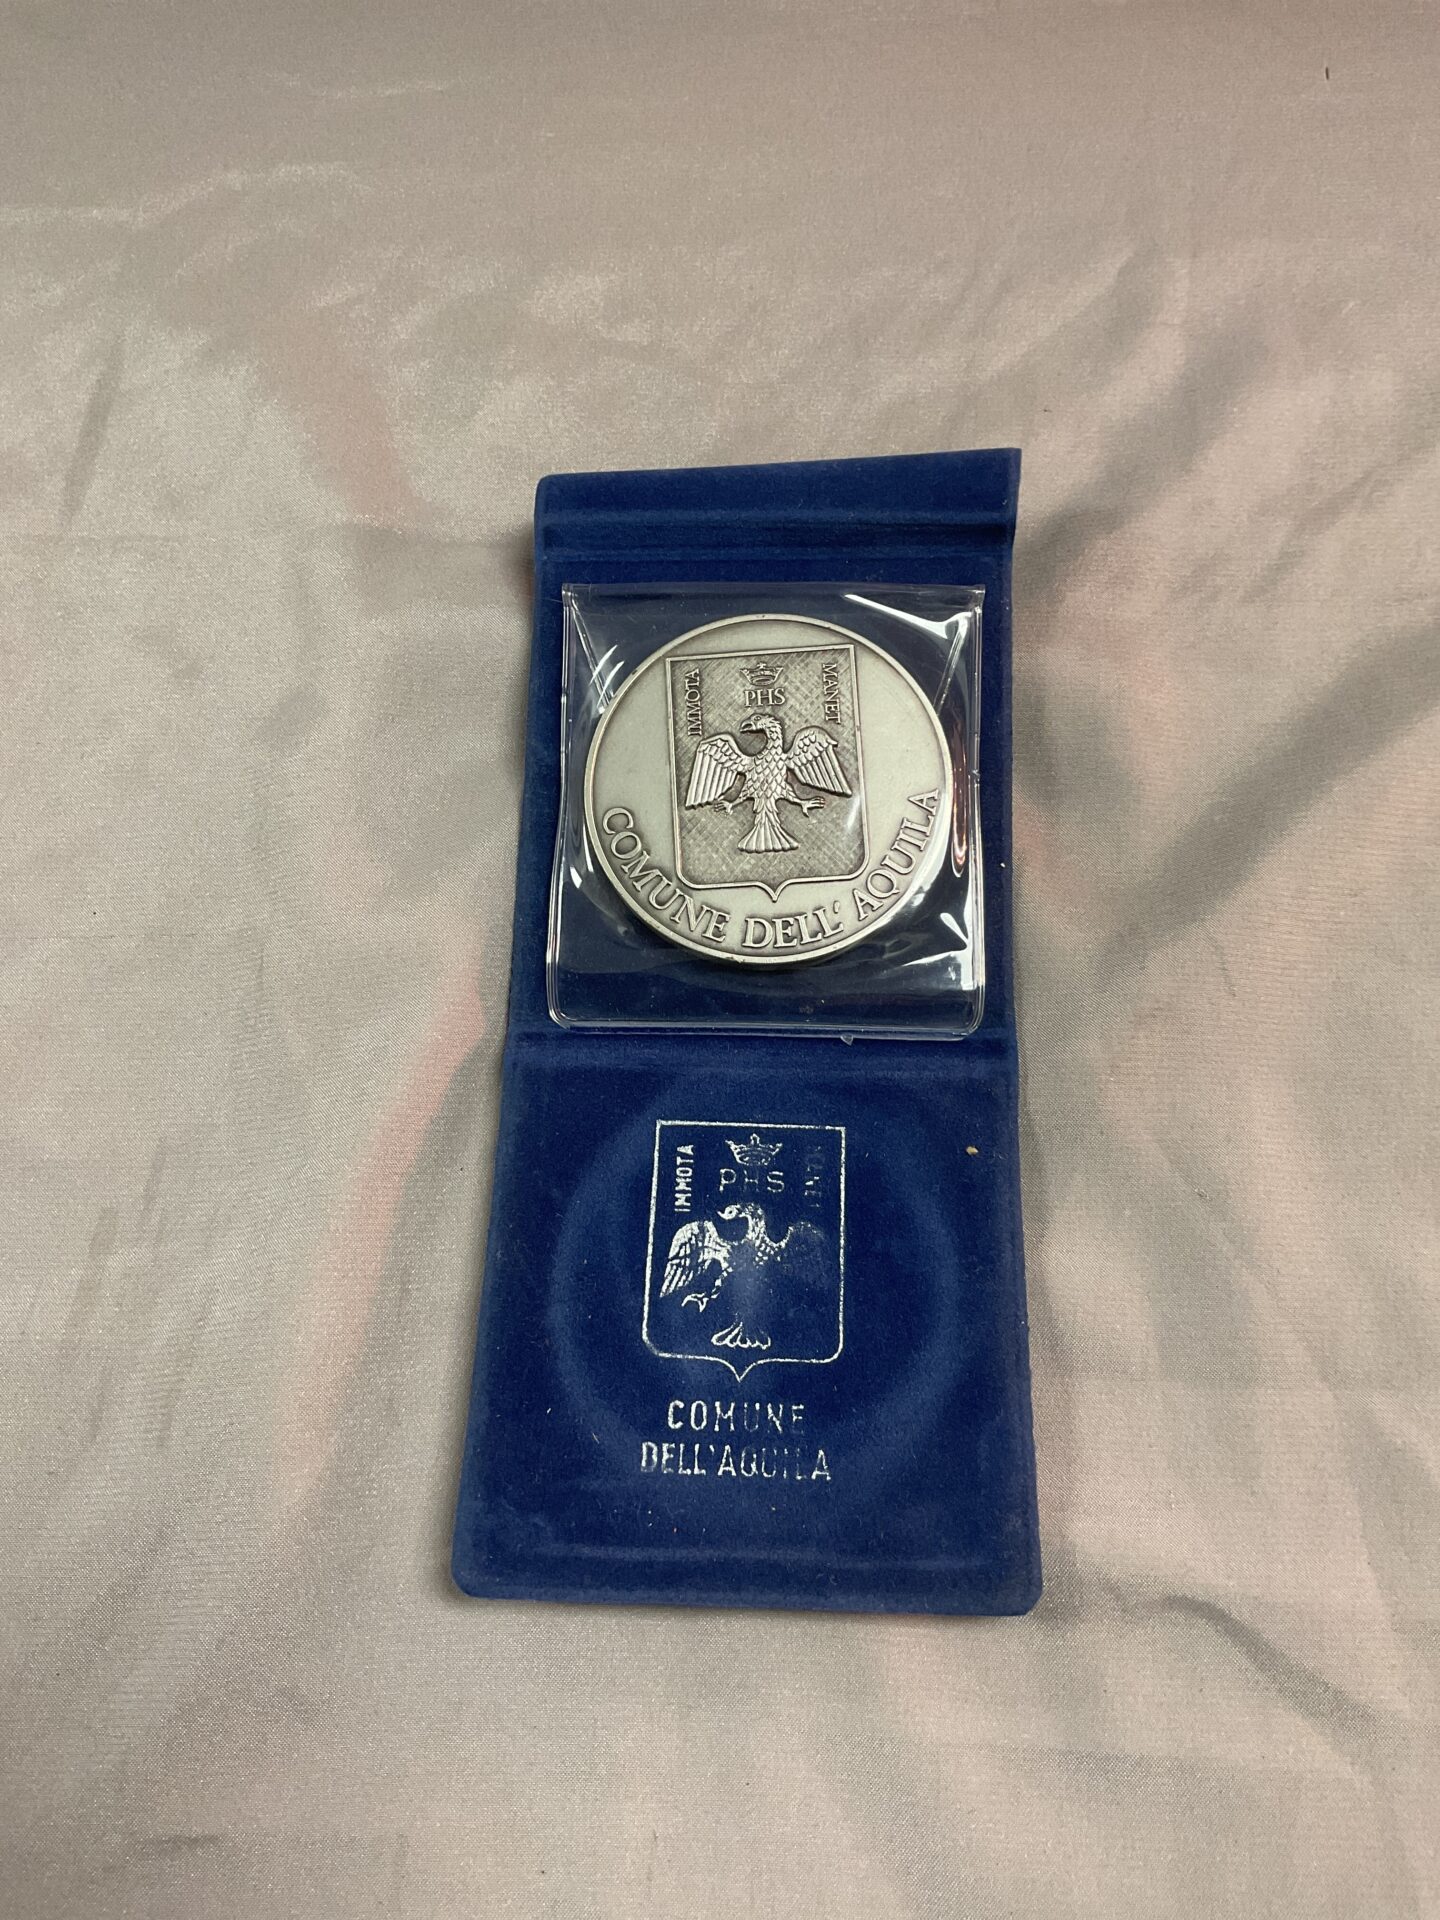 IMMOTA
PHS
MANET
COMUNE DELL' AQUILA
IMMOTA
PHS
COMUNE
DELL'AQUILA